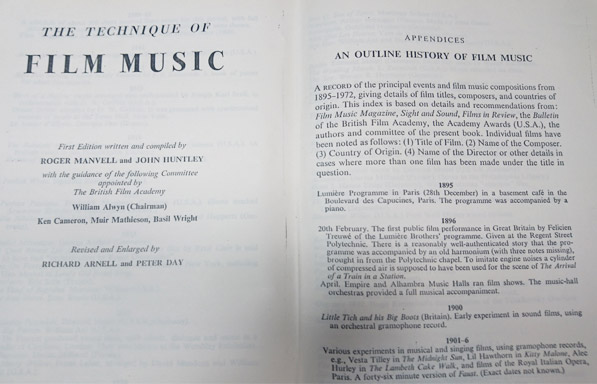 THE TECHNIQUE OF
FILM MUSIC
First Edition written and compiled by
ROGER MANVELL and JOHN HUNTLEY
with the guidance of the following Committee
appointed by
The British Film Academy
William Alwyn (Chairman)
Ken Cameron, Muir Mathieson, Basil Wright
Revised and Enlarged by
RICHARD ARNELL and PETER DAY
APPENDICES
AN OUTLINE HISTORY OF FILM MUSIC
A RECORD of the principal events and film music compositions from
1895-1972, giving details of film titles, composers, and countries of
origin. This index is based on details and recommendations from:
Film Music Magazine, Sight and Sound, Films in Review, the Bulletin
of the British Film Academy, the Academy Awards (U.S.A.), the
authors and committee of the present book. Individual films have
been noted as follows: (1) Title of Film. (2) Name of the Composer.
(3) Country of Origin. (4) Name of the Director or other details in
cases where more than one film has been made under the title in
question.
1895
Lumière Programme in Paris (28th December) in a basement café in the
Boulevard des Capucines, Paris. The programme was accompanied by a
piano.
1896
20th February. The first public film performance in Great Britain by Felicien
Treuwé of the Lumière Brothers' programme. Given at the Regent Street
Polytechnic. There is a reasonably well-authenticated story that the pro-
gramme was accompanied by an old harmonium (with three notes missing),
brought in from the Polytechnic chapel. To imitate engine noises a cylinder
of compressed air is supposed to have been used for the scene of The Arrival
of a Train in a Station.
April. Empire and Alhambra Music Halls ran film shows. The music-hall
orchestras provided a full musical accompaniment.
1900
Little Tich and his Big Boots (Britain). Early experiment in sound films, using
an orchestral gramophone record.
1901-6
Various experiments in musical and singing films, using gramophone records,
e.g., Vesta Tilley in The Midnight Sun, Lil Hawthorn in Kitty Malone, Alec
Hurley in The Lambeth Cake Walk, and films of the Royal Italian Opera,
Paris. A forty-six minute version of Faust. (Exact dates not known.)